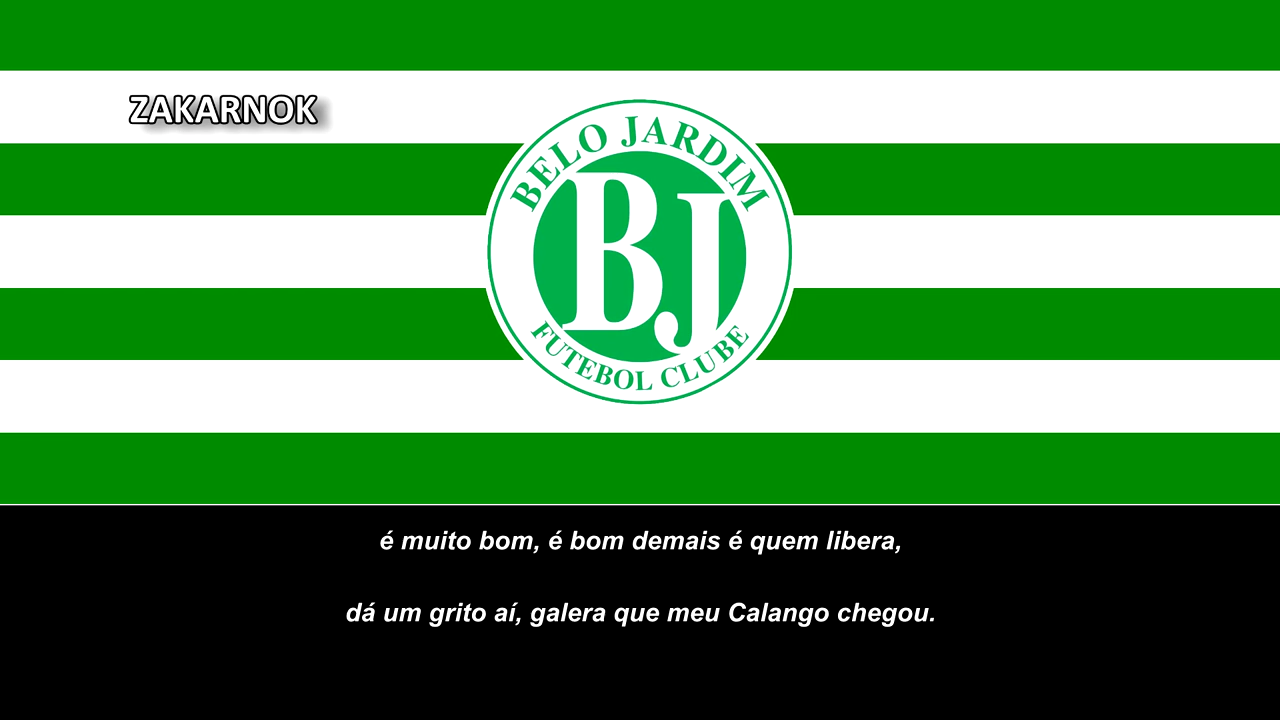 ZAKARNOK
BELO JARDIM
BJ
FUTEBOL CLUBE
é muito bom, é bom demais é quem libera,
dá um grito aí, galera que meu Calango chegou.